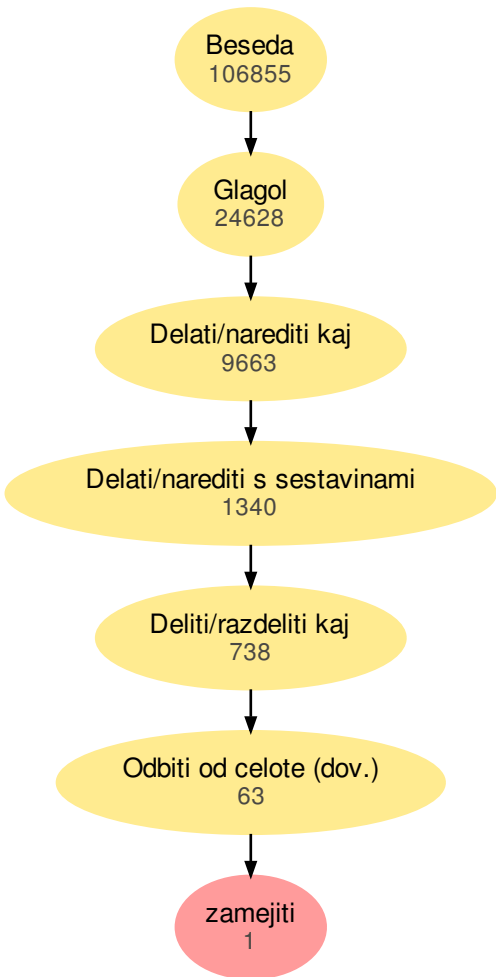 Beseda
106855
Glagol
24628
Delati/narediti kaj
9663
Delati/narediti s sestavinami
1340
Deliti/razdeliti kaj
738
Odbiti od celote (dov.)
63
zamejiti
1